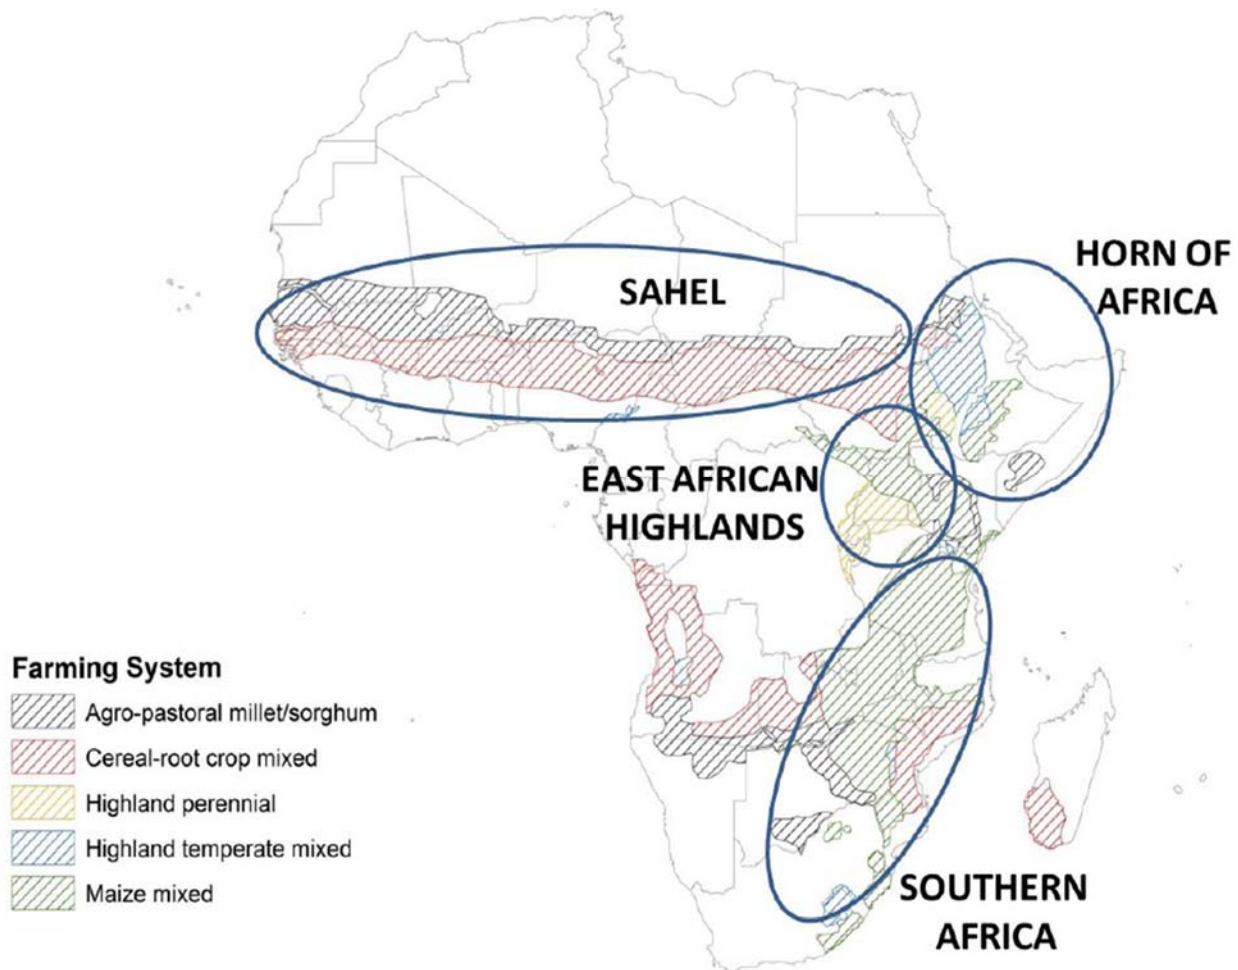 SAHEL
HORN OF
AFRICA
EAST AFRICAN
HIGHLANDS
Farming System
Agro-pastoral millet/sorghum
Cereal-root crop mixed
Highland perennial
Highland temperate mixed
Maize mixed
SOUTHERN
AFRICA